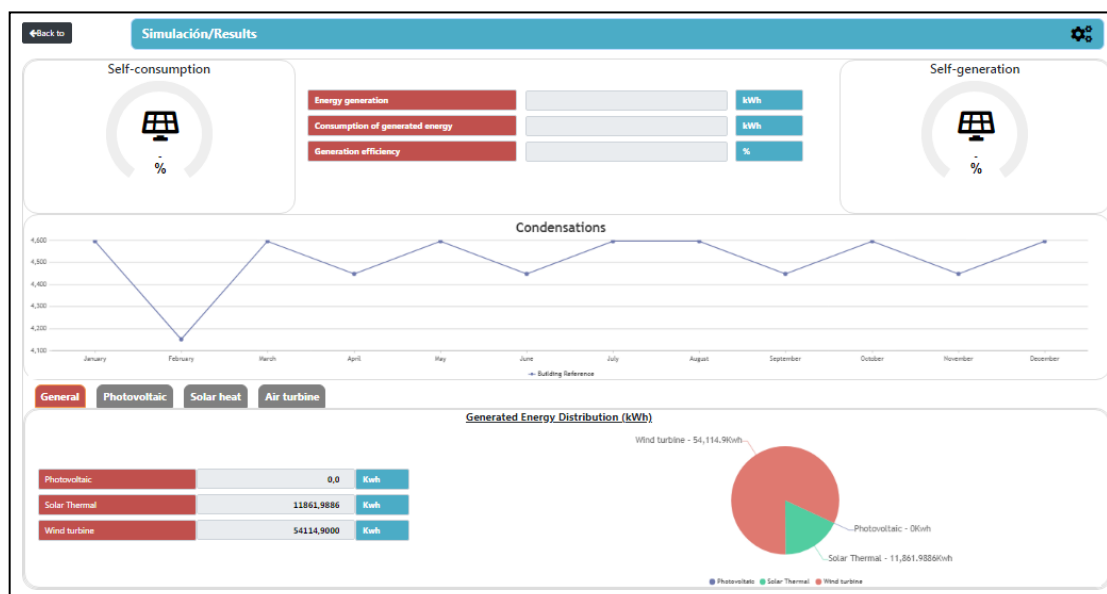 Back to
Simulación/Results
Self-consumption
-
%
Energy generation kWh
Consumption of generated energy kWh
Generation efficiency %
Self-generation
-
%
Condensations
4,600
4,500
4,400
4,300
4,200
4,100
January February March April May June July August September October November December
Building Reference
General Photovoltaic Solar heat Air turbine
Generated Energy Distribution (kWh)
Photovoltaic 0,0 Kwh
Solar Thermal 11861,9886 Kwh
Wind turbine 54114,9000 Kwh
Wind turbine - 54,114.9Kwh
Photovoltaic - 0Kwh
Solar Thermal - 11,861.9886Kwh
Photovoltaic Solar Thermal Wind turbine